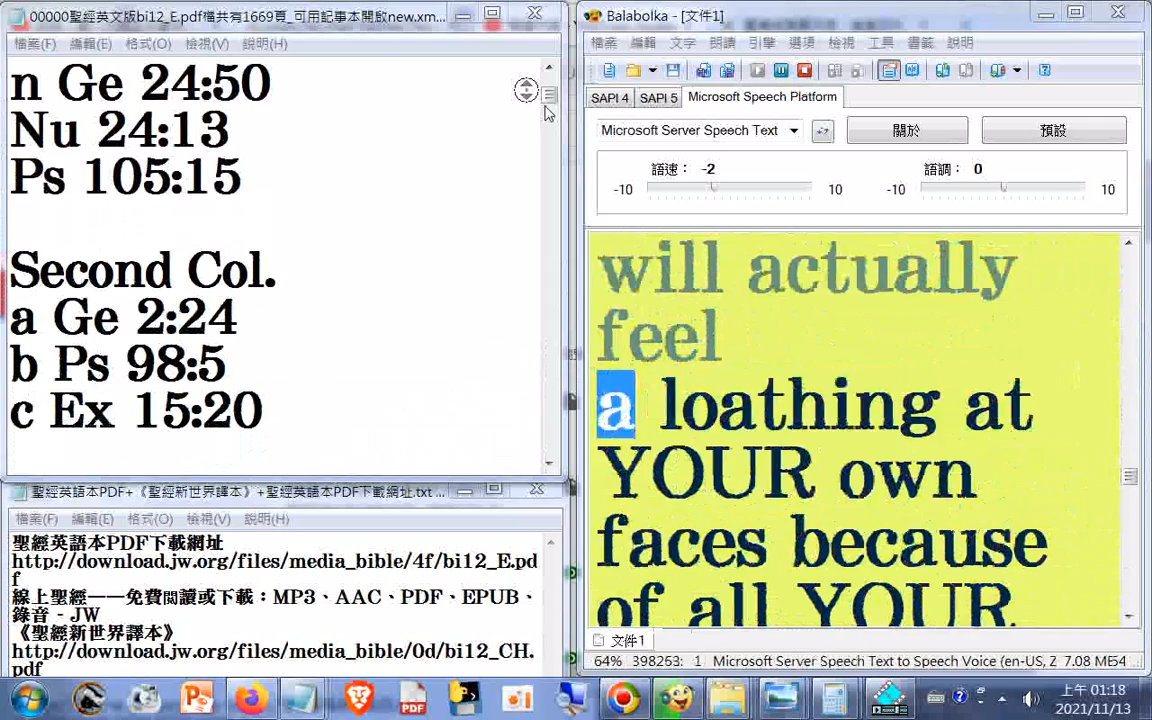 00000聖經英文版bi12_E.pdf檔共有1669頁_可用記事本開啟new.xm...
檔案(F) 編輯(E) 格式(O) 檢視(V) 說明(H)
n Ge 24:50
Nu 24:13
Ps 105:15
Second Col.
a Ge 2:24
b Ps 98:5
c Ex 15:20
聖經英語本PDF+《聖經新世界譯本》+聖經英語本PDF下載網址.txt ...
檔案(F) 編輯(E) 格式(O) 檢視(V) 說明(H)
聖經英語本PDF下載網址
http://download.jw.org/files/media_bible/4f/bi12_E.pd
f
線上聖經——免費閱讀或下載：MP3、AAC、PDF、EPUB、
錄音 - JW
《聖經新世界譯本》
http://download.jw.org/files/media_bible/0d/bi12_CH.
pdf
Balabolka - [文件1]
檔案 編輯 文字 朗讀 引擎 選項 檢視 工具 書籤 說明
SAPI 4 SAPI 5 Microsoft Speech Platform
Microsoft Server Speech Text 關於 預設
語速： -2 語調： 0
-10 10 -10 10
will actually
feel
a loathing at
YOUR own
faces because
of all YOUR
文件1
64% 398253: 1 Microsoft Server Speech Text to Speech Voice (en-US, Z 7.08 ME54
上午 01:18
2021/11/13